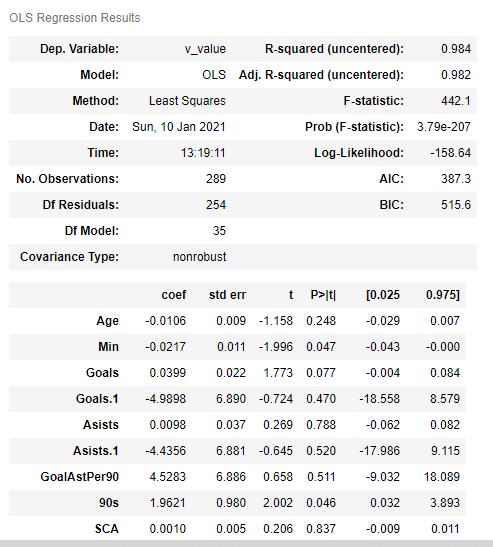 OLS Regression Results
Dep. Variable: v_value R-squared (uncentered): 0.984
Model: OLS Adj. R-squared (uncentered): 0.982
Method: Least Squares F-statistic: 442.1
Date: Sun, 10 Jan 2021 Prob (F-statistic): 3.79e-207
Time: 13:19:11 Log-Likelihood: -158.64
No. Observations: 289 AIC: 387.3
Df Residuals: 254 BIC: 515.6
Df Model: 35
Covariance Type: nonrobust
coef std err t P>|t| [0.025 0.975]
Age -0.0106 0.009 -1.158 0.248 -0.029 0.007
Min -0.0217 0.011 -1.996 0.047 -0.043 -0.000
Goals 0.0399 0.022 1.773 0.077 -0.004 0.084
Goals.1 -4.9898 6.890 -0.724 0.470 -18.558 8.579
Asists 0.0098 0.037 0.269 0.788 -0.062 0.082
Asists.1 -4.4356 6.881 -0.645 0.520 -17.986 9.115
GoalAstPer90 4.5283 6.886 0.658 0.511 -9.032 18.089
90s 1.9621 0.980 2.002 0.046 0.032 3.893
SCA 0.0010 0.005 0.206 0.837 -0.009 0.011